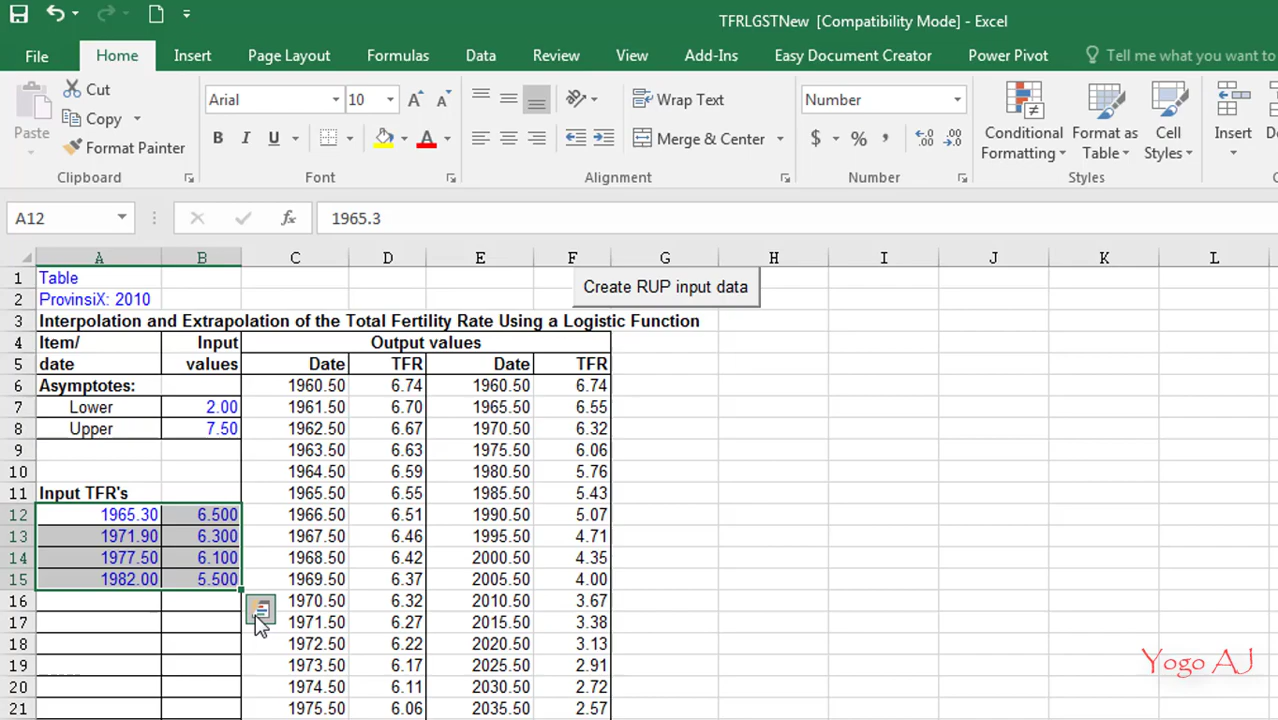 TFRLGSTNew [Compatibility Mode] - Excel
File Home Insert Page Layout Formulas Data Review View Add-Ins Easy Document Creator Power Pivot Tell me what you want to
Paste Cut Copy Format Painter Clipboard
Arial 10 B I U A Font
Wrap Text Merge & Center Alignment
Number $ % , .0 .00 Number
Conditional Formatting Format as Table Cell Styles Styles
Insert
A12 fx 1965.3
A B C D E F G H I J K L
1 Table
Create RUP input data
2 ProvinsiX: 2010
3 Interpolation and Extrapolation of the Total Fertility Rate Using a Logistic Function
4 Item/ Input Output values
5 date values Date TFR Date TFR
6 Asymptotes: 1960.50 6.74 1960.50 6.74
7 Lower 2.00 1961.50 6.70 1965.50 6.55
8 Upper 7.50 1962.50 6.67 1970.50 6.32
9 1963.50 6.63 1975.50 6.06
10 1964.50 6.59 1980.50 5.76
11 Input TFR's 1965.50 6.55 1985.50 5.43
12 1965.30 6.500 1966.50 6.51 1990.50 5.07
13 1971.90 6.300 1967.50 6.46 1995.50 4.71
14 1977.50 6.100 1968.50 6.42 2000.50 4.35
15 1982.00 5.500 1969.50 6.37 2005.50 4.00
16 1970.50 6.32 2010.50 3.67
17 1971.50 6.27 2015.50 3.38
18 1972.50 6.22 2020.50 3.13
19 1973.50 6.17 2025.50 2.91
20 1974.50 6.11 2030.50 2.72
21 1975.50 6.06 2035.50 2.57
Yogo AJ